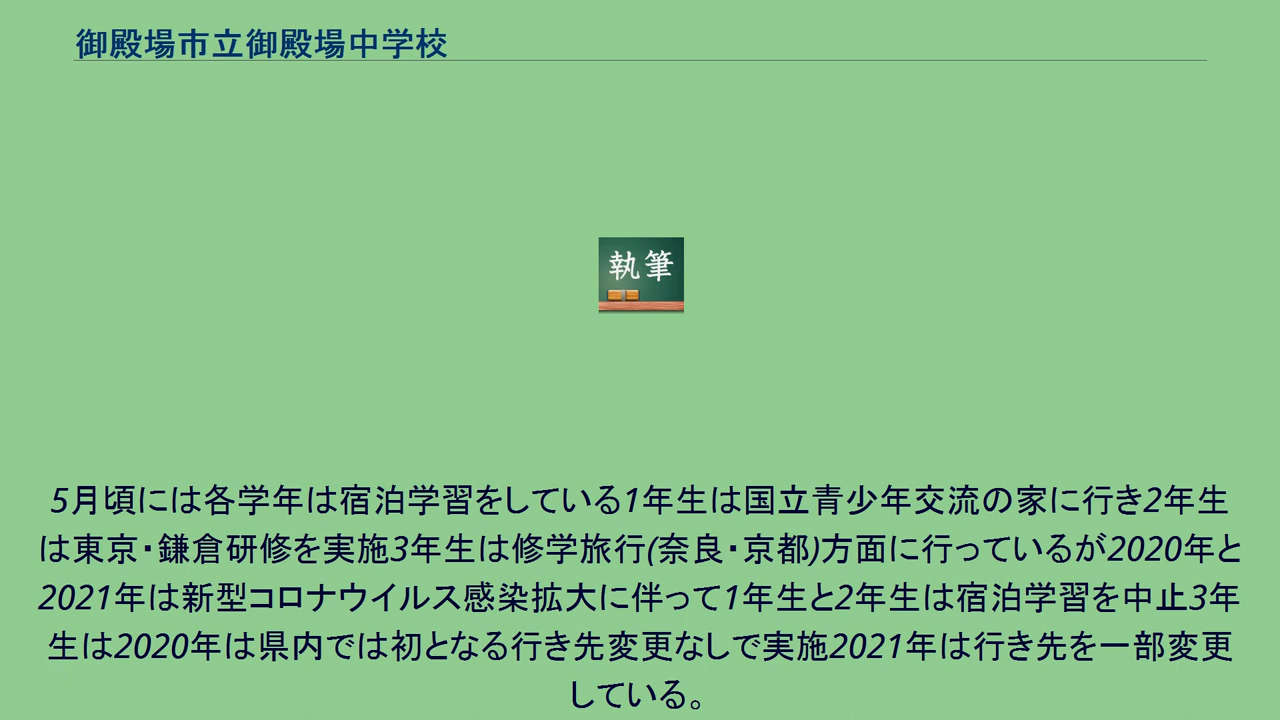 御殿場市立御殿場中学校
執筆
5月頃には各学年は宿泊学習をしている1年生は国立青少年交流の家に行き2年生
は東京・鎌倉研修を実施3年生は修学旅行(奈良・京都)方面に行っているが2020年と
2021年は新型コロナウイルス感染拡大に伴って1年生と2年生は宿泊学習を中止3年
生は2020年は県内では初となる行き先変更なしで実施2021年は行き先を一部変更
している。